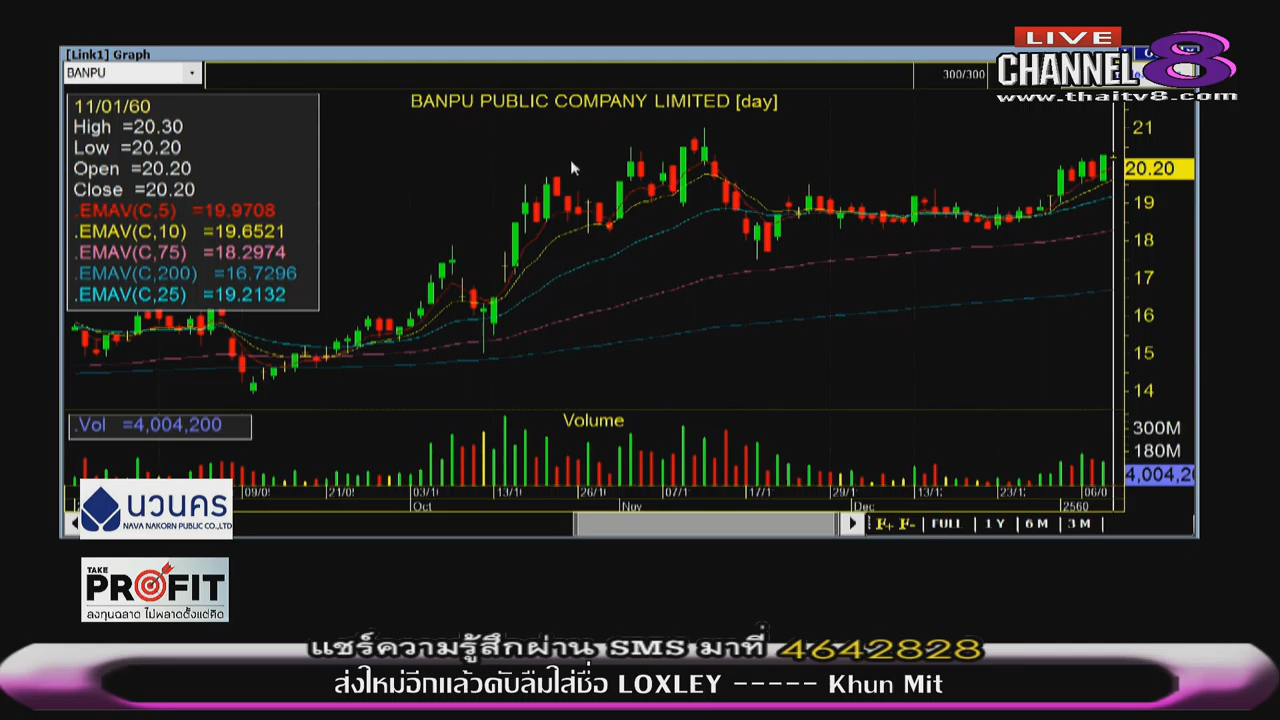 [Link1] Graph
LIVE
CHANNEL 8
www.thaitv8.com
BANPU
300/300
BANPU PUBLIC COMPANY LIMITED [day]
11/01/60
High =20.30
Low =20.20
Open =20.20
Close =20.20
.EMAV(C,5) =19.9708
.EMAV(C,10) =19.6521
.EMAV(C,75) =18.2974
.EMAV(C,200) =16.7296
.EMAV(C,25) =19.2132
21
20.20
19
18
17
16
15
14
.Vol =4,004,200
Volume
300M
180M
4,004,20
09/0 21/0 03/1 13/1 26/1 07/1 17/1 29/1 13/1 23/1 06/0
Oct Nov Dec 2560
F+ F- FULL 1 Y 6 M 3 M
นวนคร
NAVA NAKORN PUBLIC CO.,LTD
TAKE
PROFIT
ลงทุนฉลาด ไม่พลาดตั้งแต่คิด
แชร์ความรู้สึกผ่าน SMS มาที่ 4642828
ส่งใหม่อีกแล้วดับลืมใส่ชื่อ LOXLEY ----- Khun Mit